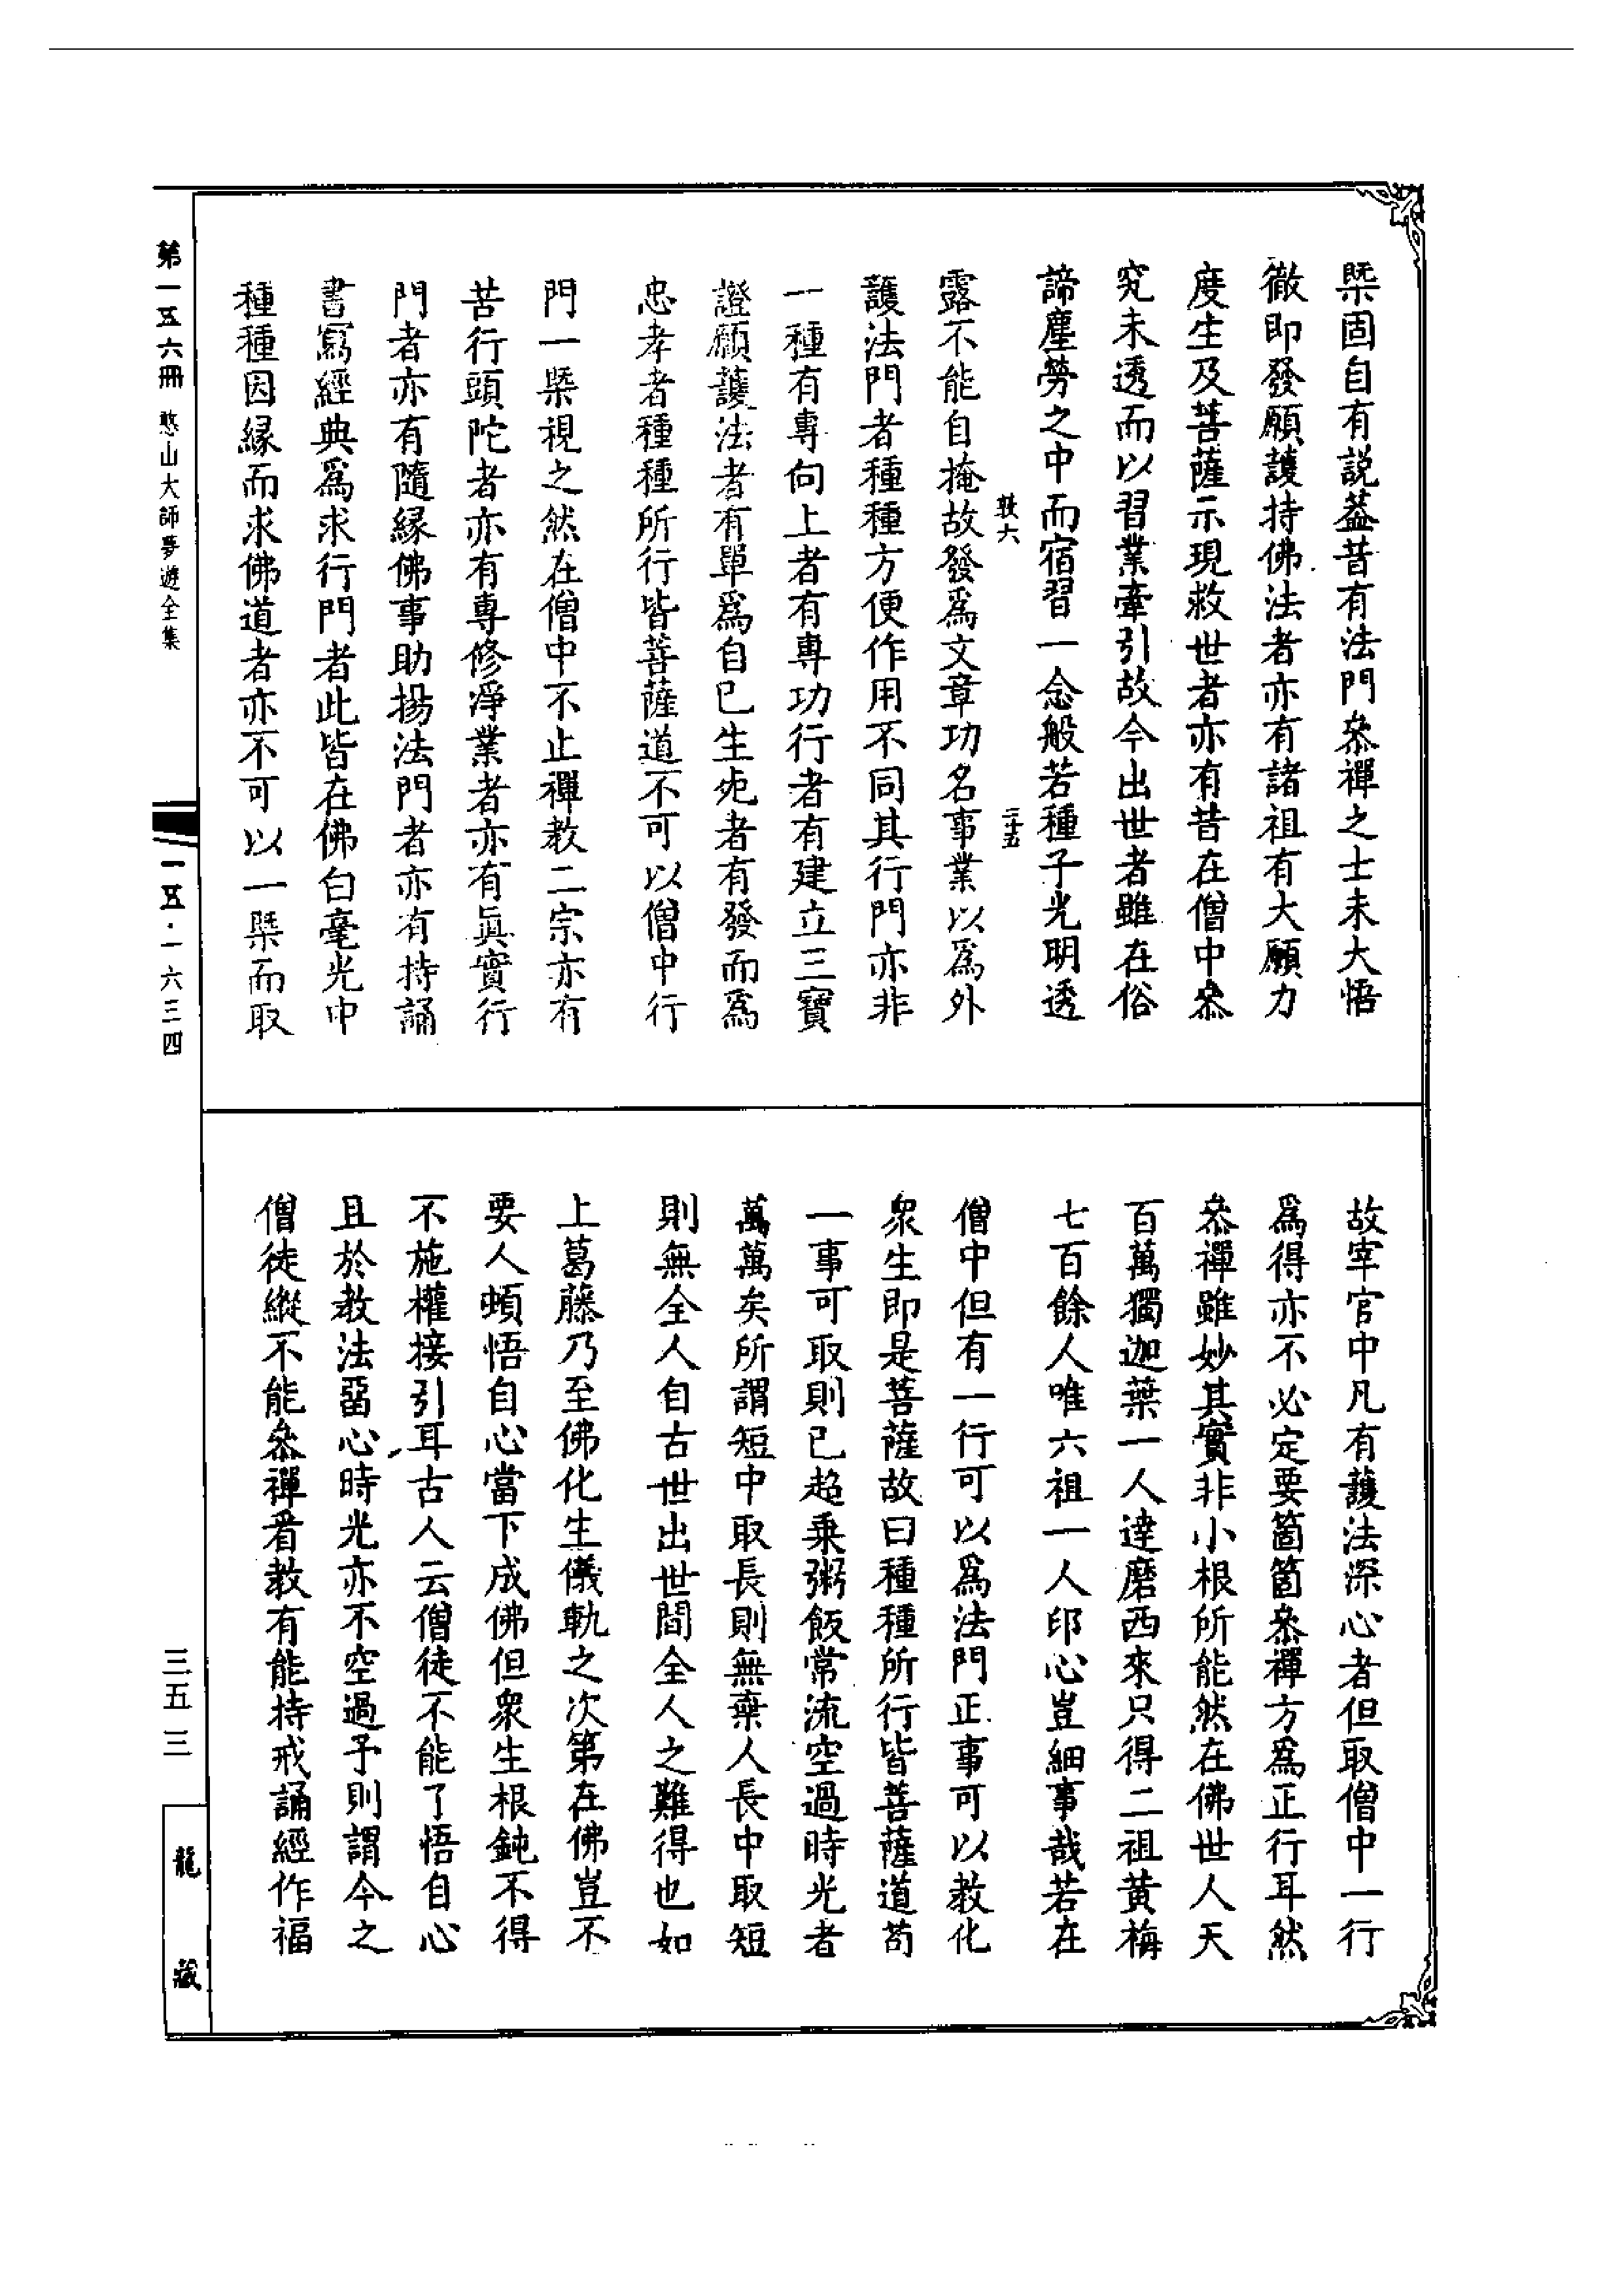 槩固自有說葢昔有法門叅禪之士未大悟
徹即發願護持佛法者亦有諸祖有大願力
度生及菩薩示現救世者亦有昔在僧中叅
究未透而以習業牽引故今出世者雖在俗
諦塵勞之中而宿習一念般若種子光明透
軼六
二十五
露不能自掩故發爲文章功名事業以爲外
護法門者種種方便作用不同其行門亦非
一種有專向上者有專功行者有建立三寶
證願護法者有單爲自已生死者有發而爲
忠孝者種種所行皆菩薩道不可以僧中行
門一槩視之然在僧中不止禪教二宗亦有
苦行頭陀者亦有專修淨業者亦有眞實行
門者亦有隨緣佛事助揚法門者亦有持誦
書寫經典爲求行門者此皆在佛白毫光中
種種因緣而求佛道者亦不可以一槩而取
故宰官中凡有護法深心者但取僧中一行
爲得亦不必定要箇箇叅禪方爲正行耳然
叅禪雖妙其實非小根所能然在佛世人天
百萬獨迦葉一人達磨西來只得二祖黃梅
七百餘人唯六祖一人印心豈細事哉若在
僧中但有一行可以爲法門正事可以教化
衆生即是菩薩故曰種種所行皆菩薩道苟
一事可取則已超乘粥飯常流空過時光者
萬萬矣所謂短中取長則無棄人長中取短
則無全人自古世出世間全人之難得也如
上葛藤乃至佛化生儀軌之次第在佛豈不
要人頓悟自心當下成佛但衆生根鈍不得
不施權接引耳古人云僧徒不能了悟自心
且於教法畱心時光亦不空過予則謂今之
僧徒縱不能叅禪看教有能持戒誦經作福
第一五六冊 憨山大師夢遊全集
一五·一六三四
三五三
龍藏